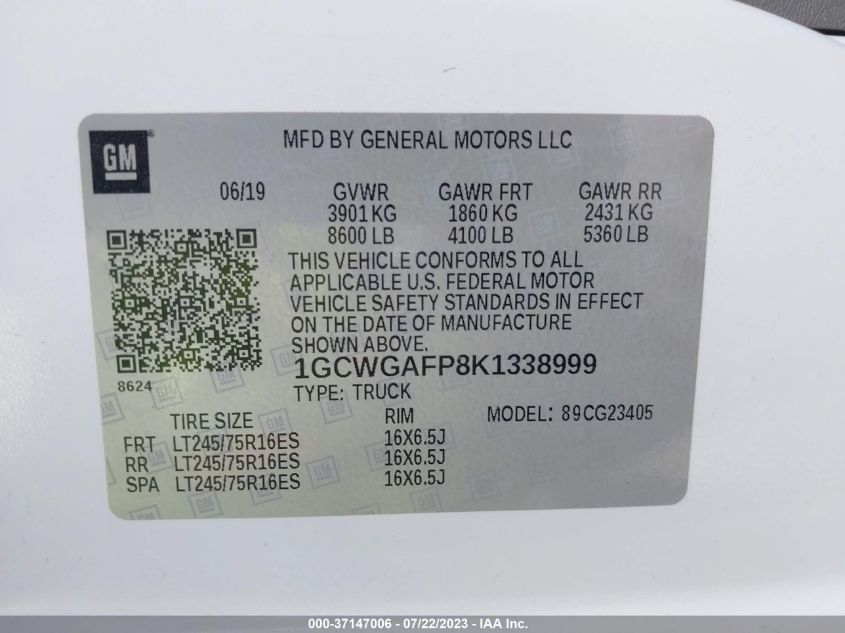 GM
MFD BY GENERAL MOTORS LLC
06/19 GVWR GAWR FRT GAWR RR
3901 KG 1860 KG 2431 KG
8600 LB 4100 LB 5360 LB
THIS VEHICLE CONFORMS TO ALL
APPLICABLE U.S. FEDERAL MOTOR
VEHICLE SAFETY STANDARDS IN EFFECT
ON THE DATE OF MANUFACTURE
SHOWN ABOVE.
8624
1GCWGAFP8K1338999
TYPE: TRUCK
TIRE SIZE RIM MODEL: 89CG23405
FRT LT245/75R16ES 16X6.5J
RR LT245/75R16ES 16X6.5J
SPA LT245/75R16ES 16X6.5J
000-37147006 - 07/22/2023 - IAA Inc.